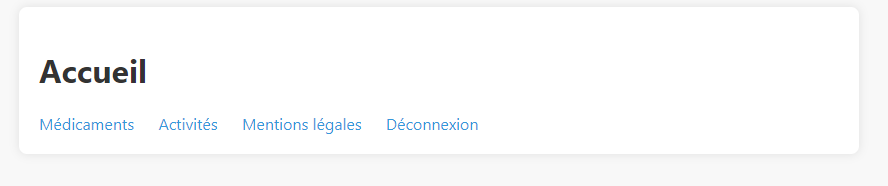 Accueil
Médicaments Activités Mentions légales Déconnexion